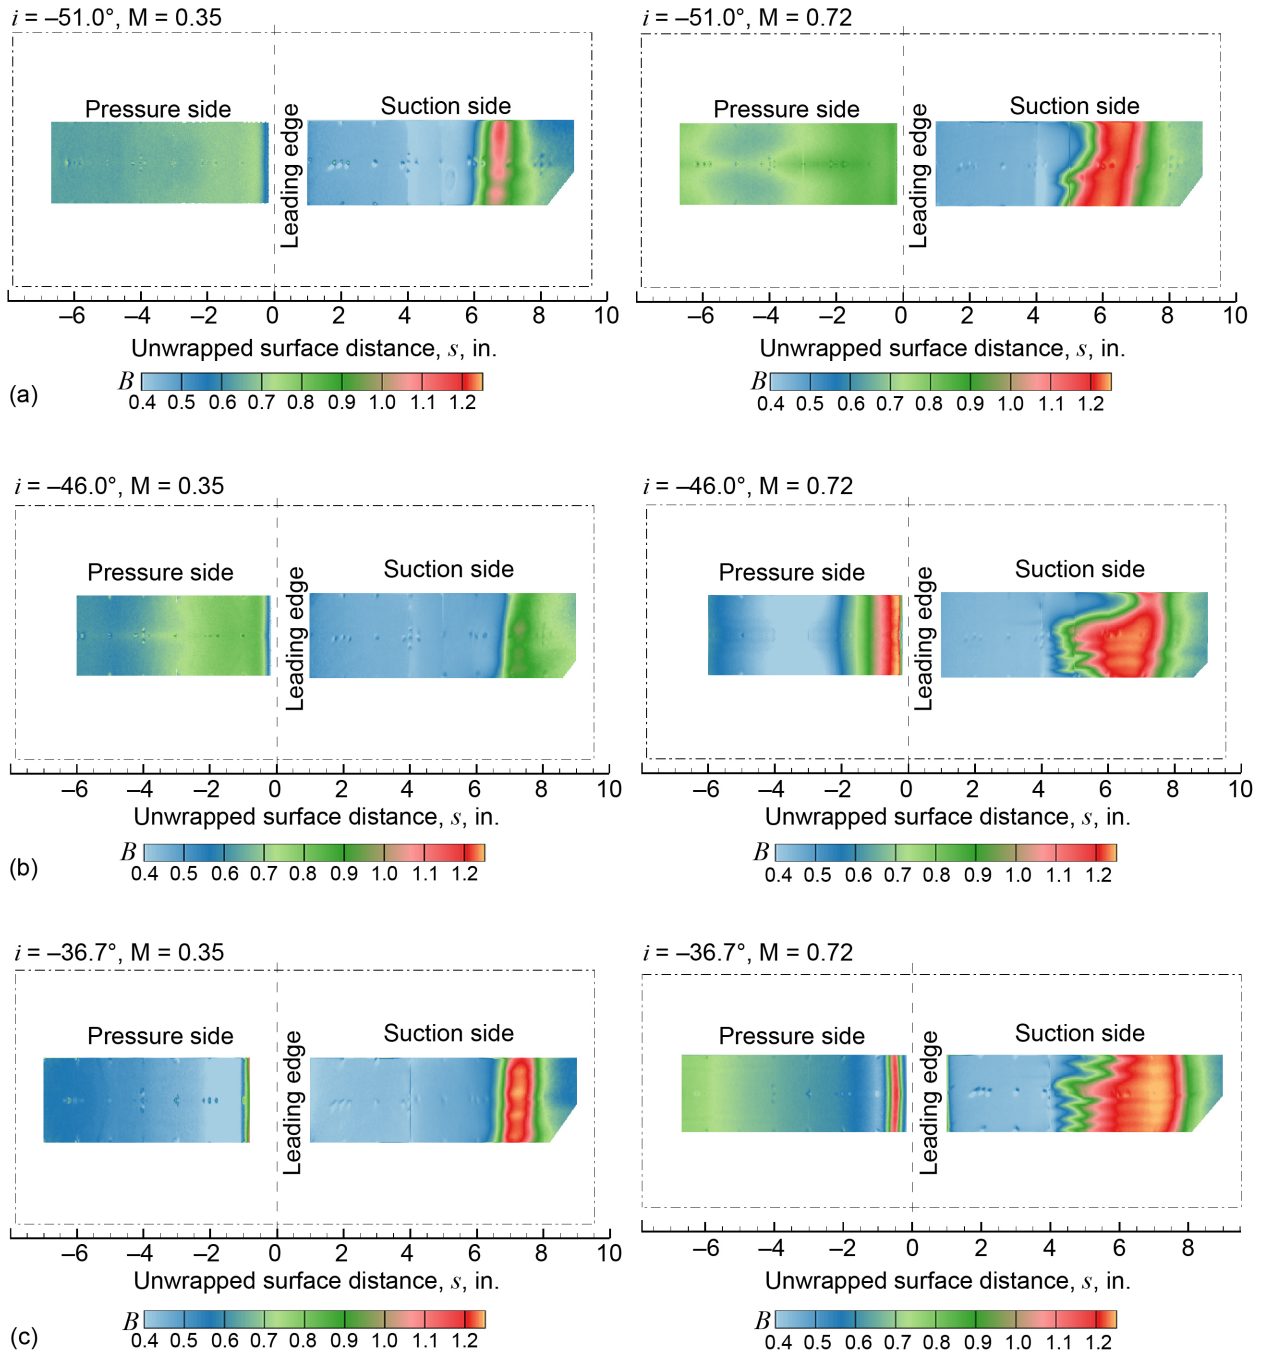 i = –51.0°, M = 0.35
i = –51.0°, M = 0.72
Pressure side
Suction side
Leading edge
Pressure side
Suction side
Leading edge
–6 –4 –2 0 2 4 6 8 10
–6 –4 –2 0 2 4 6 8 10
Unwrapped surface distance, s, in.
Unwrapped surface distance, s, in.
(a)
B
0.4 0.5 0.6 0.7 0.8 0.9 1.0 1.1 1.2
B
0.4 0.5 0.6 0.7 0.8 0.9 1.0 1.1 1.2
i = –46.0°, M = 0.35
i = –46.0°, M = 0.72
Pressure side
Suction side
Leading edge
Pressure side
Suction side
Leading edge
–6 –4 –2 0 2 4 6 8 10
–6 –4 –2 0 2 4 6 8 10
Unwrapped surface distance, s, in.
Unwrapped surface distance, s, in.
(b)
B
0.4 0.5 0.6 0.7 0.8 0.9 1.0 1.1 1.2
B
0.4 0.5 0.6 0.7 0.8 0.9 1.0 1.1 1.2
i = –36.7°, M = 0.35
i = –36.7°, M = 0.72
Pressure side
Suction side
Leading edge
Pressure side
Suction side
Leading edge
–6 –4 –2 0 2 4 6 8 10
–6 –4 –2 0 2 4 6 8
Unwrapped surface distance, s, in.
Unwrapped surface distance, s, in.
(c)
B
0.4 0.5 0.6 0.7 0.8 0.9 1.0 1.1 1.2
B
0.4 0.5 0.6 0.7 0.8 0.9 1.0 1.1 1.2